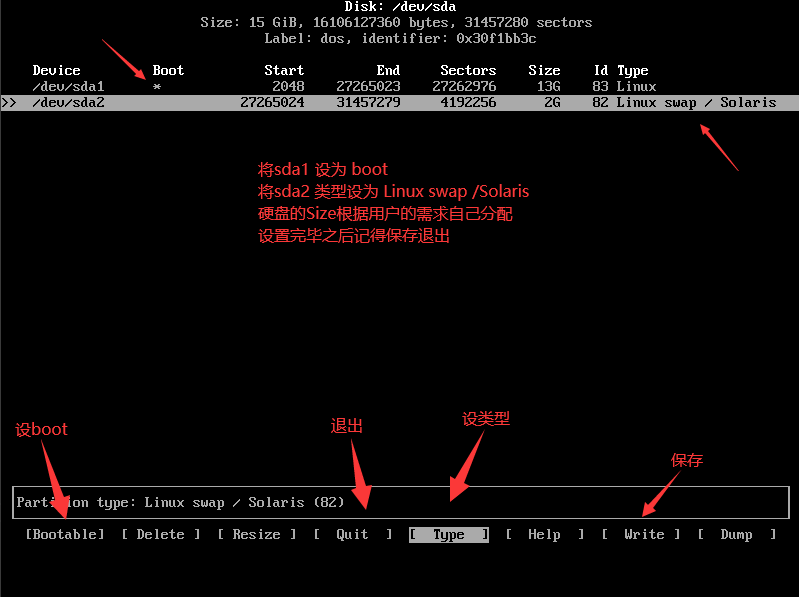 Disk: /dev/sda
Size: 15 GiB, 16106127360 bytes, 31457280 sectors
Label: dos, identifier: 0x30f1bb3c
Device Boot Start End Sectors Size Id Type
/dev/sda1 * 2048 27265023 27262976 13G 83 Linux
>> /dev/sda2 27265024 31457279 4192256 2G 82 Linux swap / Solaris
将sda1 设为 boot
将sda2 类型设为 Linux swap /Solaris
硬盘的Size根据用户的需求自己分配
设置完毕之后记得保存退出
设boot
退出
设类型
保存
Partition type: Linux swap / Solaris (82)
[Bootable] [ Delete ] [ Resize ] [ Quit ] [ Type ] [ Help ] [ Write ] [ Dump ]